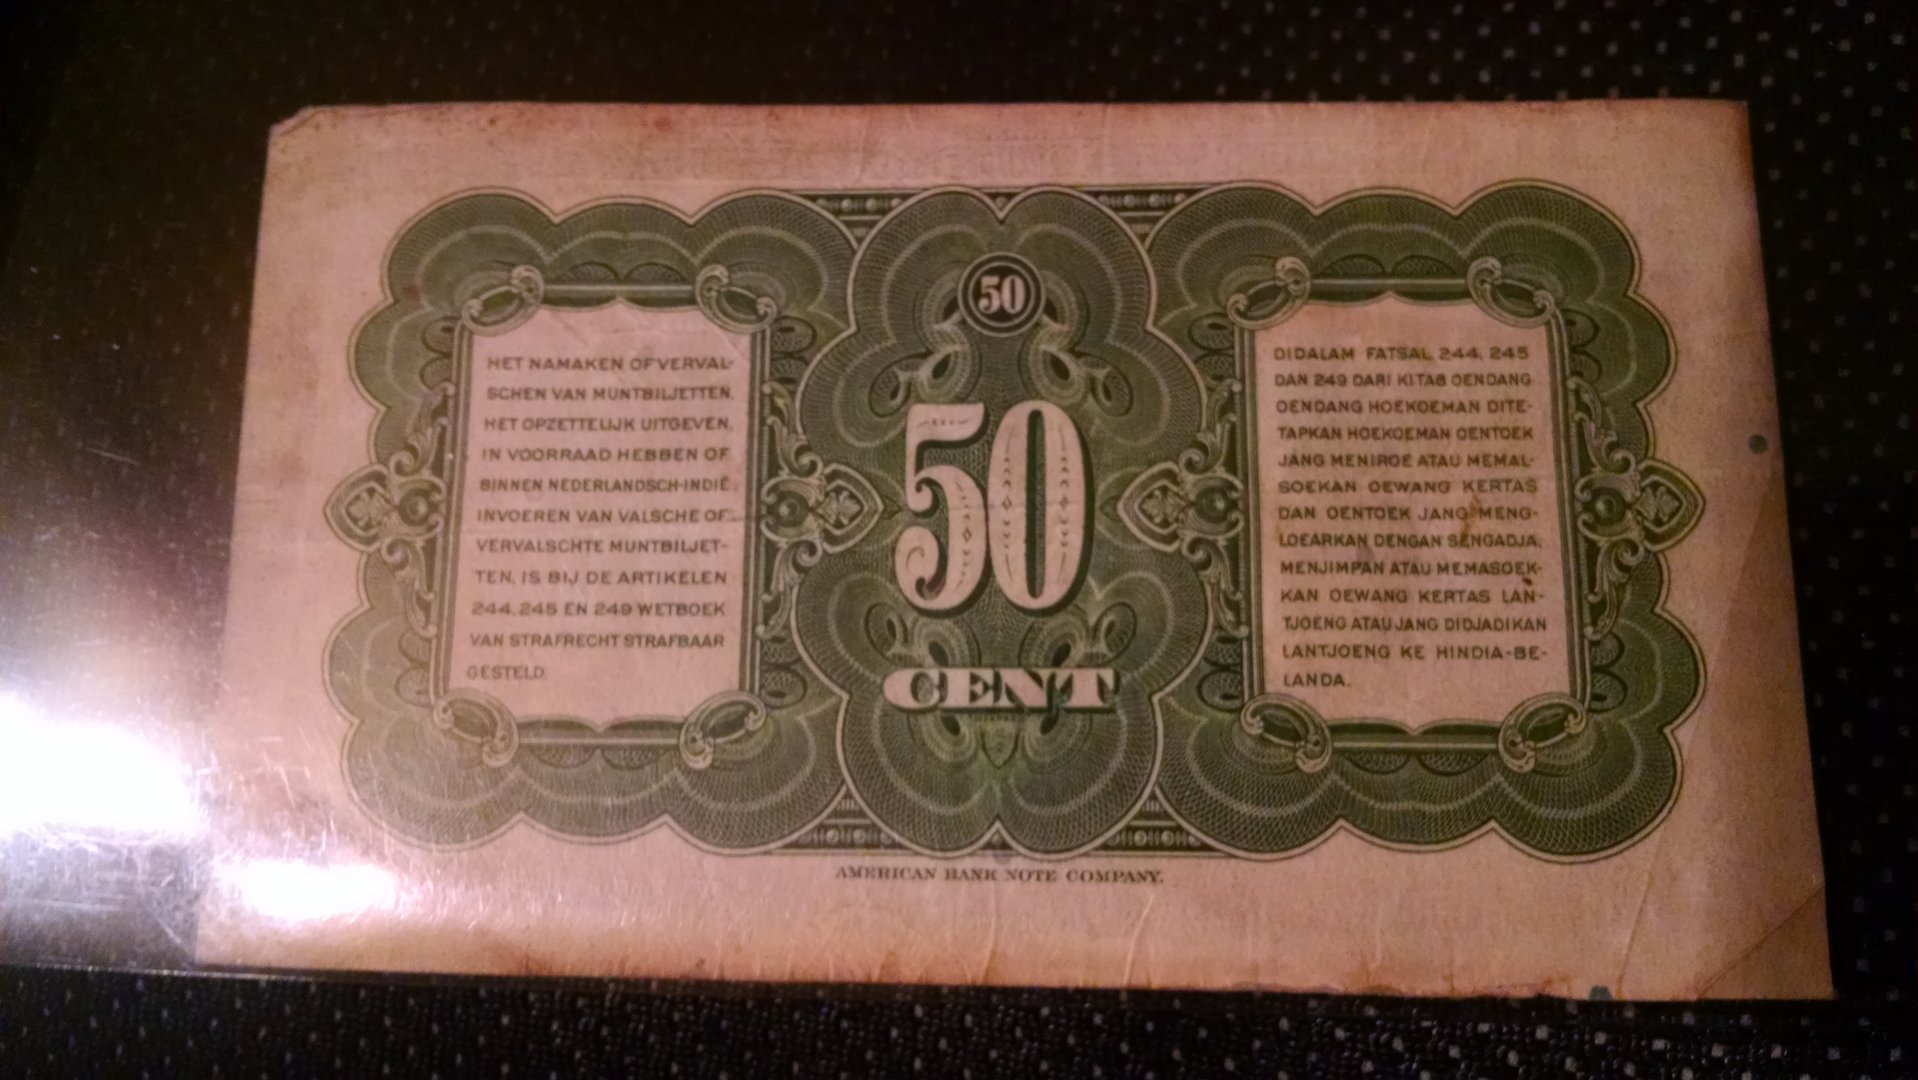 HET NAMAKEN OF VERVAL-
SCHEN VAN MUNTBILJETTEN,
HET OPZETTELIJK UITGEVEN,
IN VOORRAAD HEBBEN OF
BINNEN NEDERLANDSCH-INDIË
INVOEREN VAN VALSCHE OF
VERVALSCHTE MUNTBILJET-
TEN, IS BIJ DE ARTIKELEN
244, 245 EN 249 WETBOEK
VAN STRAFRECHT STRAFBAAR
GESTELD.
50
50
CENT
DIDALAM FATSAL 244, 245
DAN 249 DARI KITAB OENDANG
OENDANG HOEKOEMAN DITE-
TAPKAN HOEKOEMAN OENTOEK
JANG MENIROE ATAU MEMAL-
SOEKAN OEWANG KERTAS
DAN OENTOEK JANG MENG-
LOEARKAN DENGAN SENGADJA,
MENJIMPAN ATAU MEMASOEK-
KAN OEWANG KERTAS LAN-
TJOENG ATAU JANG DIDJADIKAN
LANTJOENG KE HINDIA-BE-
LANDA.
AMERICAN BANK NOTE COMPANY.